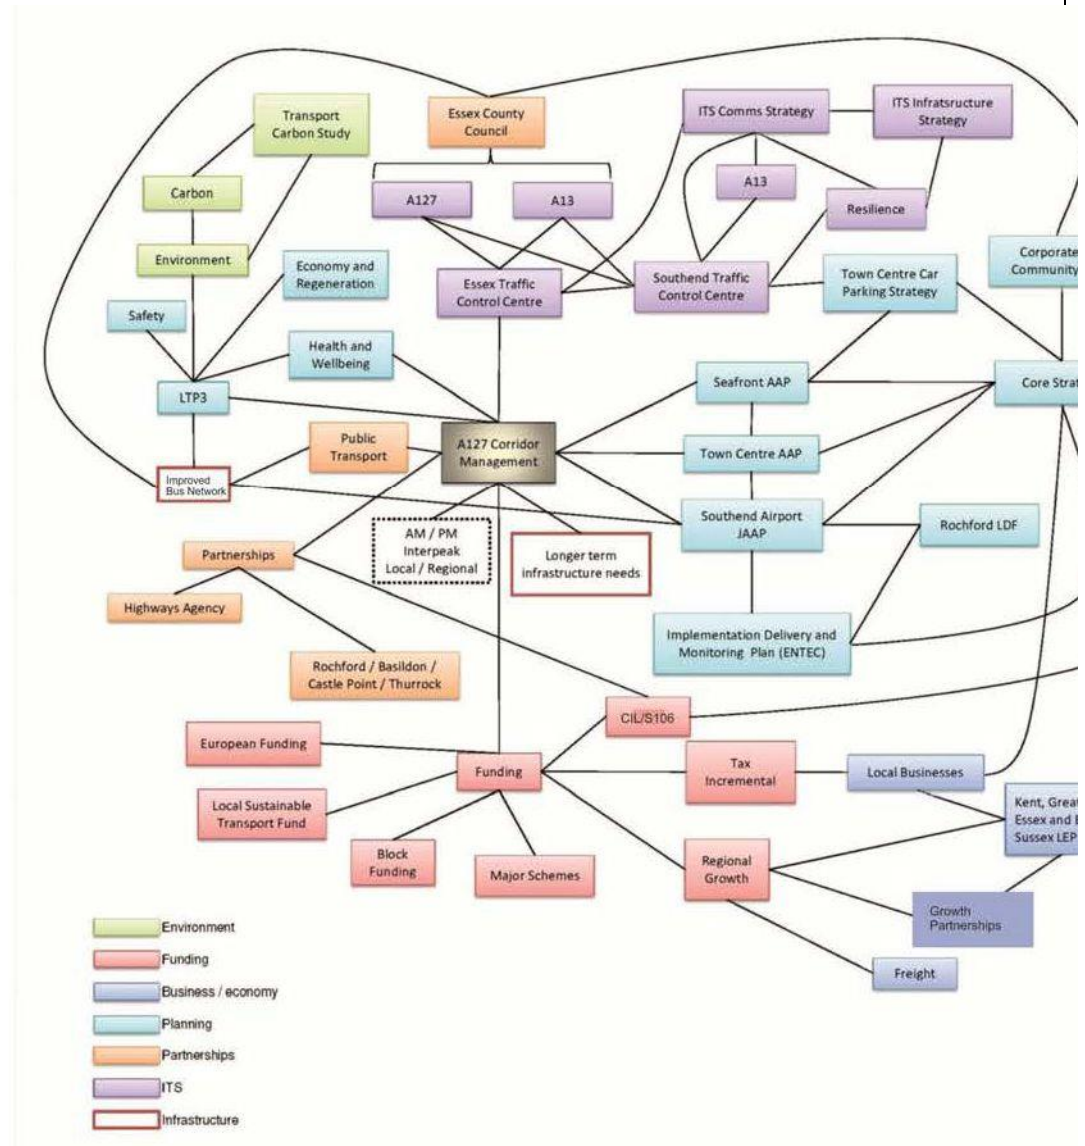 Transport
Carbon Study
Essex County
Council
ITS Comms Strategy
ITS Infratsructure
Strategy
Carbon
A127
A13
A13
Resilience
Environment
Economy and
Regeneration
Essex Traffic
Control Centre
Southend Traffic
Control Centre
Town Centre Car
Parking Strategy
Corporate
Community
Safety
Health and
Wellbeing
LTP3
Seafront AAP
Core Strat
Public
Transport
A127 Corridor
Management
Town Centre AAP
Improved
Bus Network
Southend Airport
JAAP
Rochford LDF
AM / PM
Interpeak
Local / Regional
Longer term
infrastructure needs
Partnerships
Highways Agency
Implementation Delivery and
Monitoring Plan (ENTEC)
Rochford / Basildon /
Castle Point / Thurrock
CIL/S106
European Funding
Funding
Tax
Incremental
Local Businesses
Local Sustainable
Transport Fund
Kent, Great
Essex and E
Sussex LEP
Block
Funding
Major Schemes
Regional
Growth
Growth
Partnerships
Freight
Environment
Funding
Business / economy
Planning
Partnerships
ITS
Infrastructure